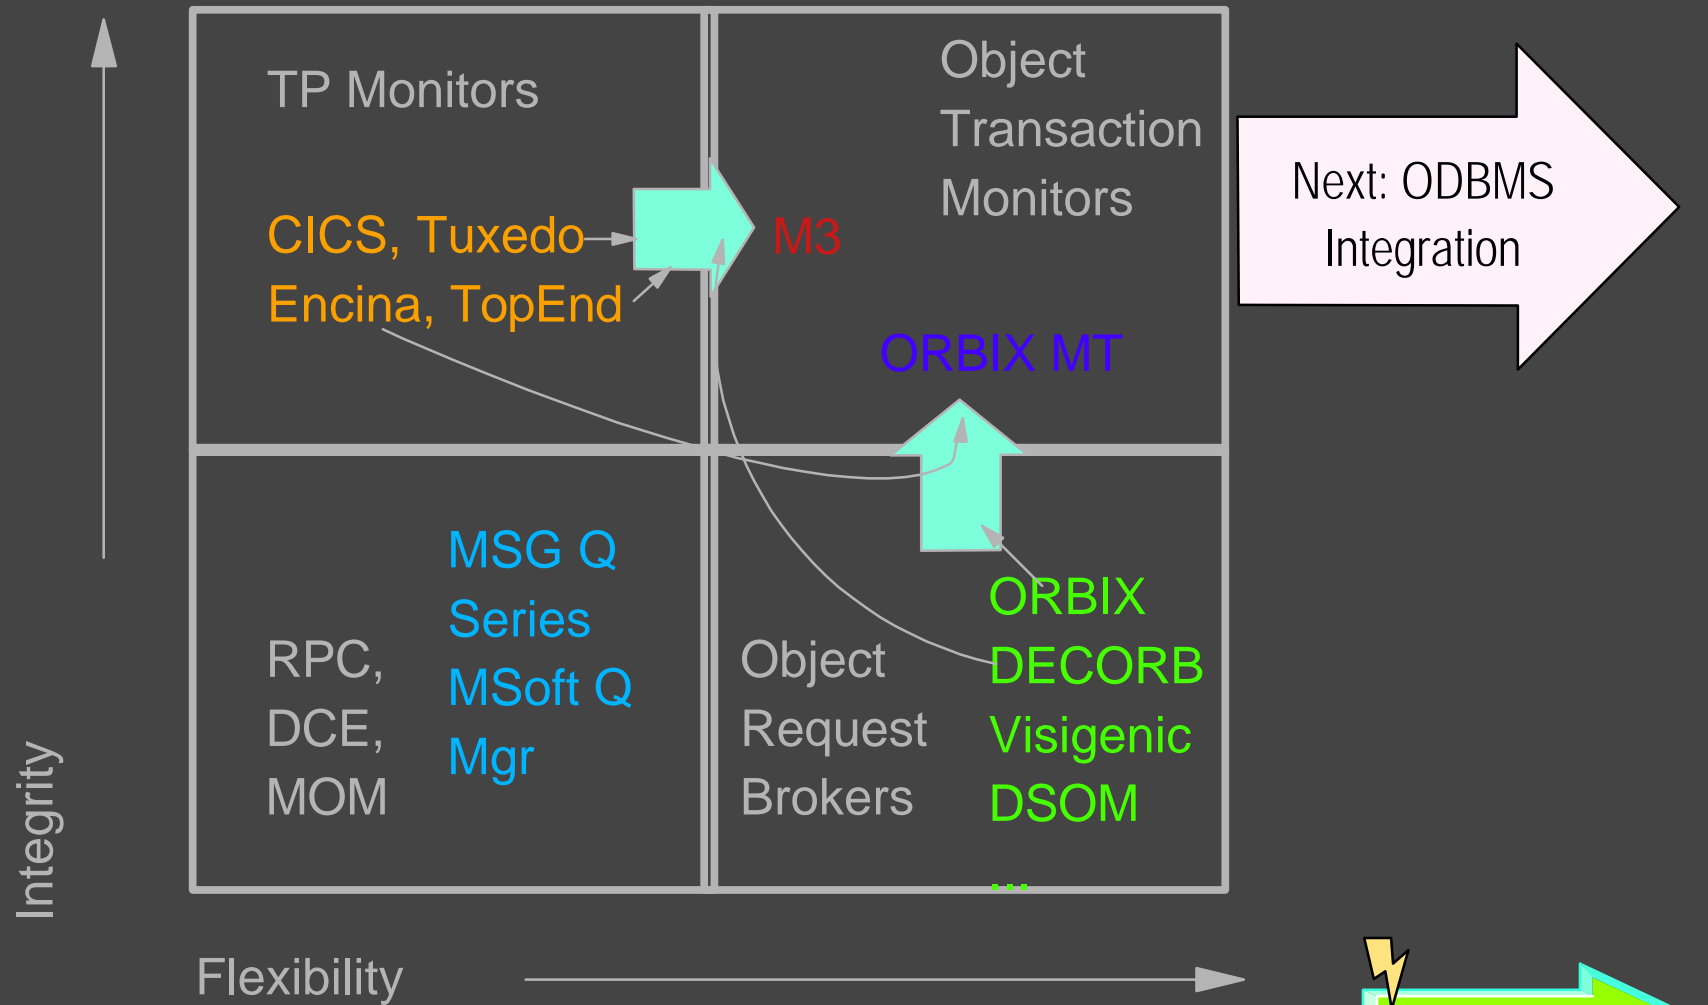 TP Monitors
CICS, Tuxedo
Encina, TopEnd
Object
Transaction
Monitors
M3
ORBIX MT
Next: ODBMS
Integration
RPC,
DCE,
MOM
MSG Q
Series
MSoft Q
Mgr
Object
Request
Brokers
ORBIX
DECORB
Visigenic
DSOM
...
Integrity
Flexibility